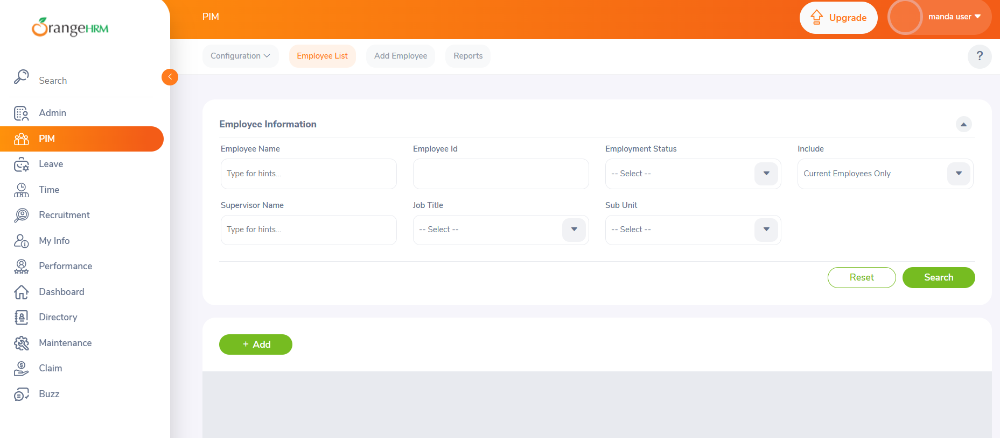 OrangeHRM
PIM
Upgrade
manda user
Configuration
Employee List
Add Employee
Reports
?
Search
Admin
PIM
Leave
Time
Recruitment
My Info
Performance
Dashboard
Directory
Maintenance
Claim
Buzz
Employee Information
Employee Name
Employee Id
Employment Status
Include
Type for hints...
-- Select --
Current Employees Only
Supervisor Name
Job Title
Sub Unit
Type for hints...
-- Select --
-- Select --
Reset
Search
+ Add